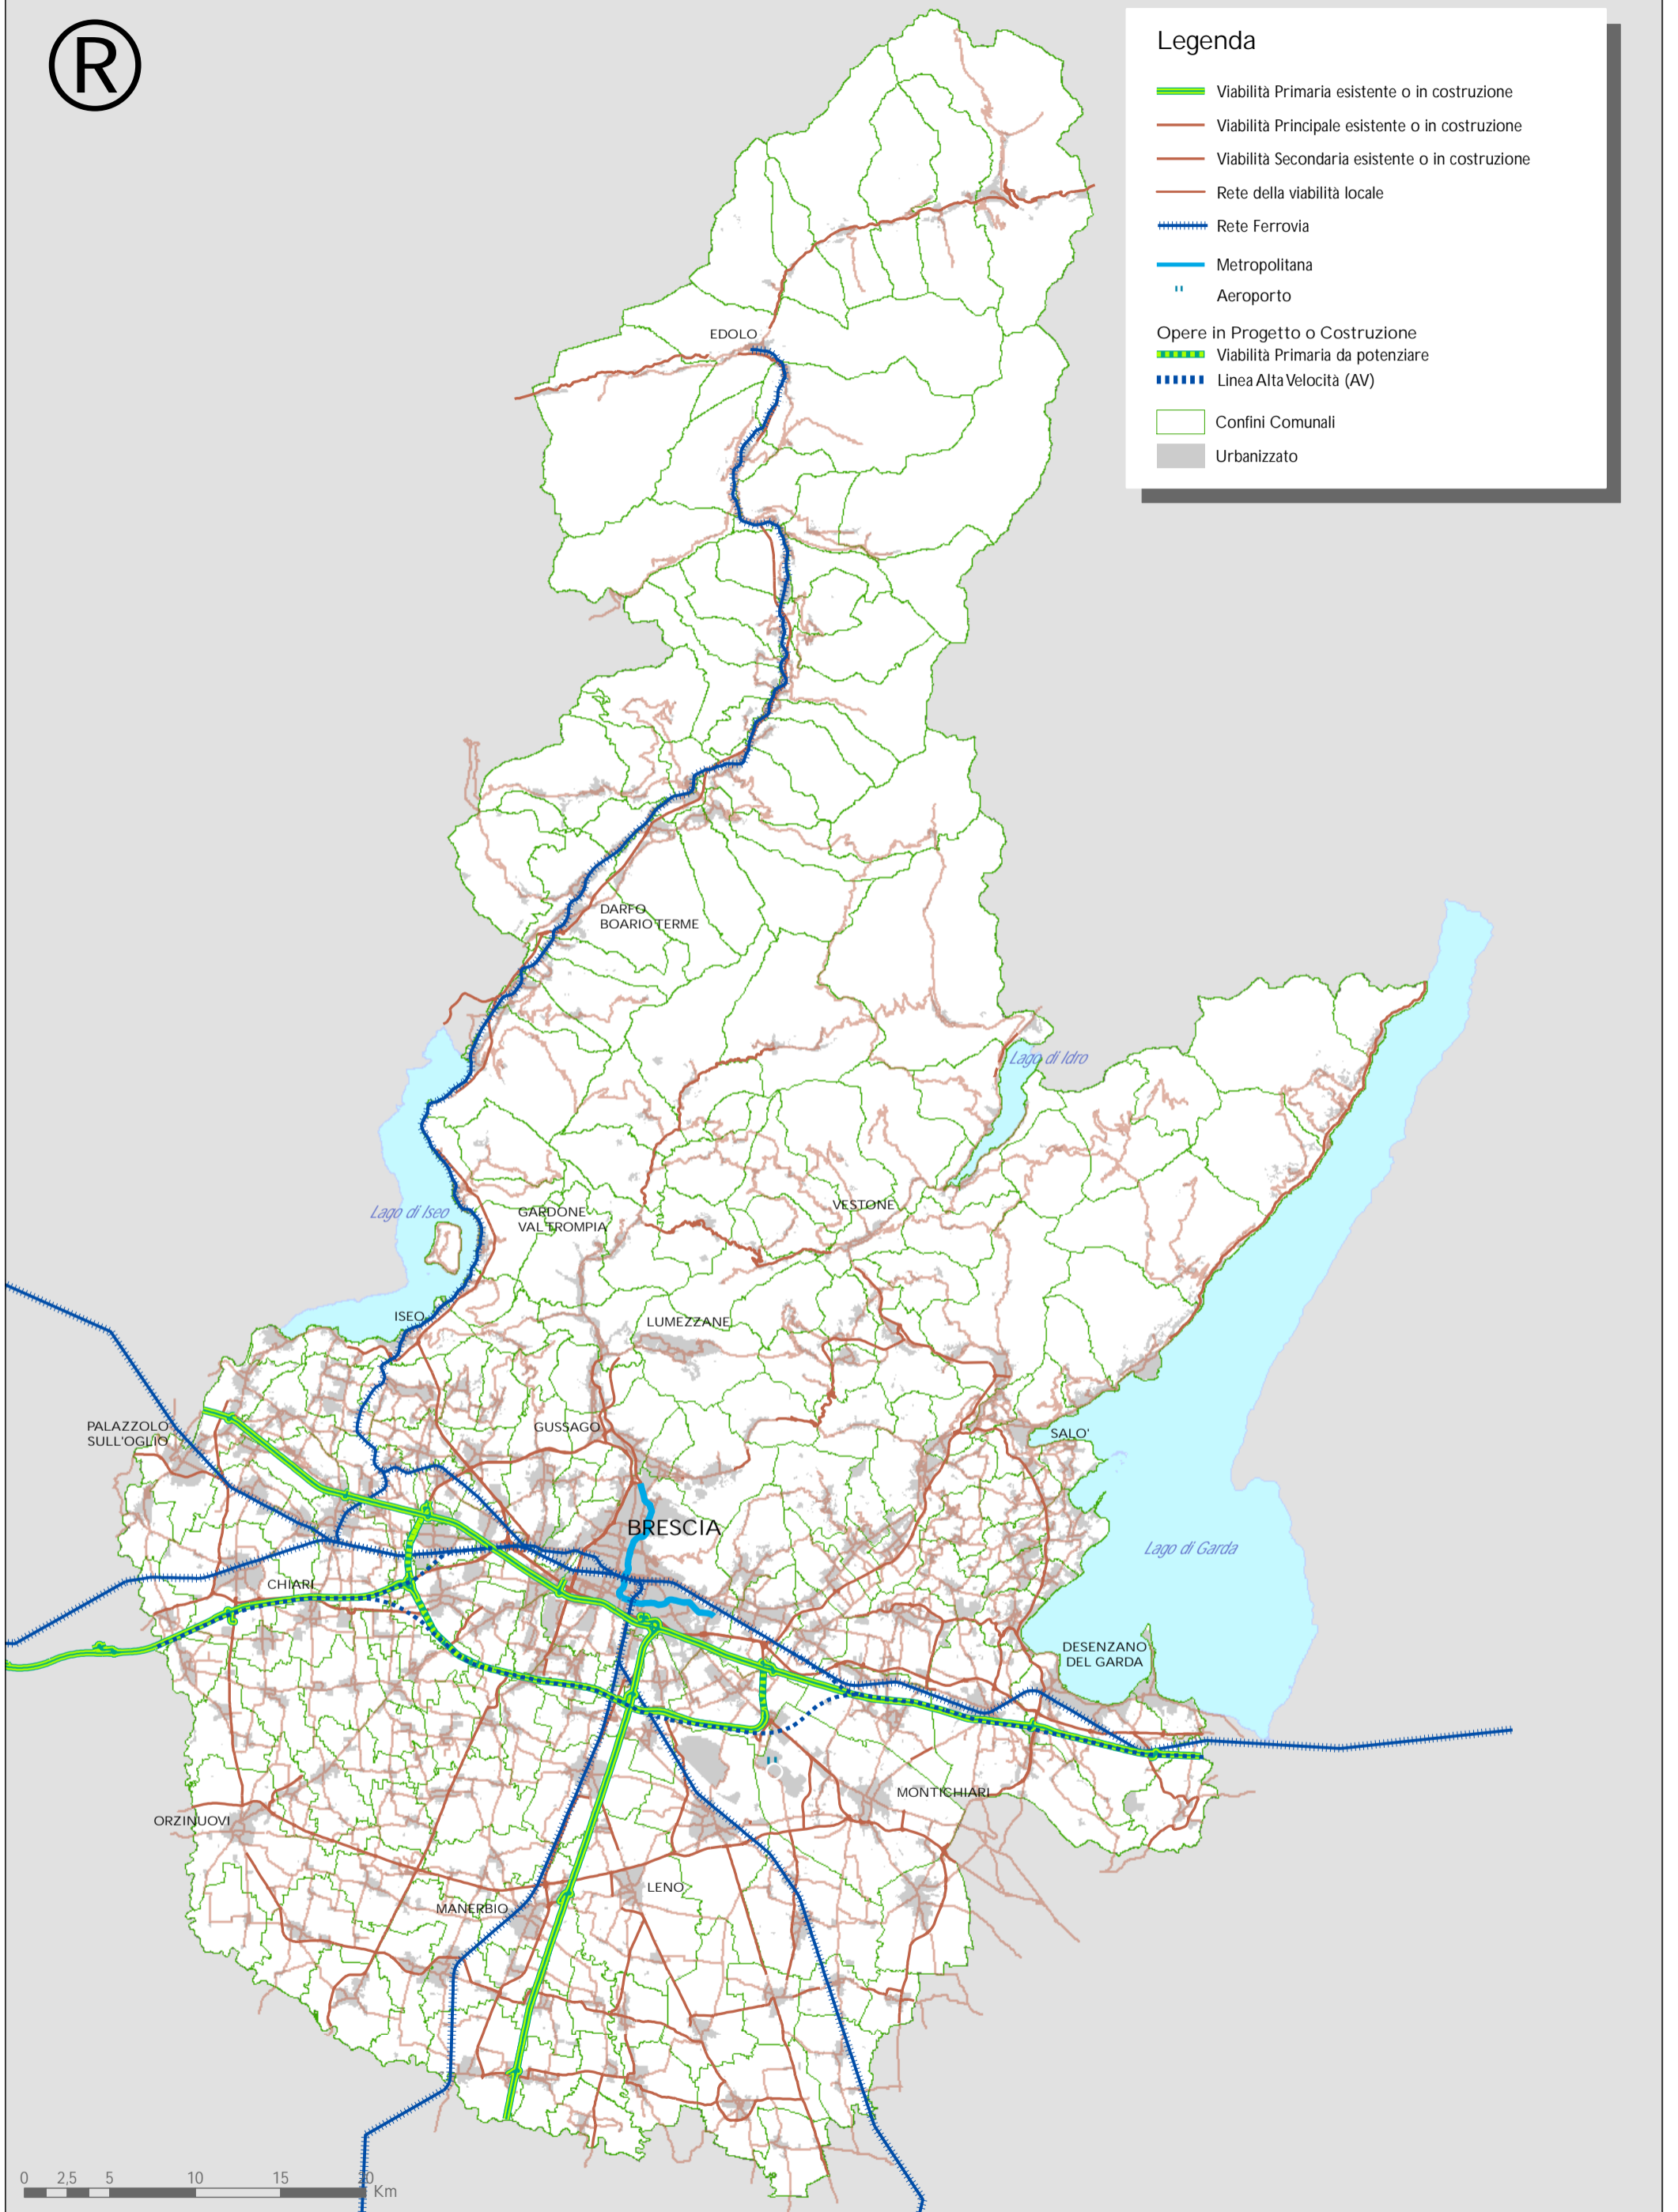 ®
Legenda
Viabilità Primaria esistente o in costruzione
Viabilità Principale esistente o in costruzione
Viabilità Secondaria esistente o in costruzione
Rete della viabilità locale
Rete Ferrovia
Metropolitana
Aeroporto
Opere in Progetto o Costruzione
Viabilità Primaria da potenziare
Linea Alta Velocità (AV)
Confini Comunali
Urbanizzato
EDOLO
DARFO
BOARIO TERME
Lago di Idro
VESTONE
Lago di Iseo
GARDONE
VAL TROMPIA
ISEO
LUMEZZANE
PALAZZOLO
SULL'OGLIO
GUSSAGO
SALO'
BRESCIA
Lago di Garda
CHIARI
DESENZANO
DEL GARDA
MONTICHIARI
ORZINUOVI
LENO
MANERBIO
0 2,5 5 10 15 20
Km